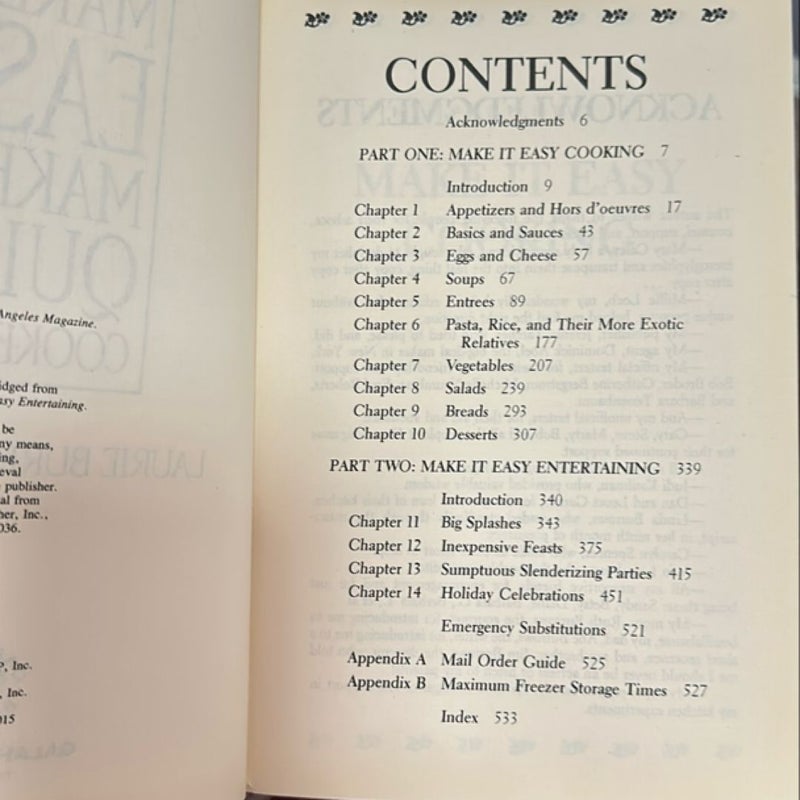 Angeles Magazine.
idged from
asy Entertaining.
be
ny means,
ing,
eval
publisher.
al from
her, Inc.,
036.
P, Inc.
, Inc.
15
CONTENTS
Acknowledgments 6
PART ONE: MAKE IT EASY COOKING 7
Introduction 9
Chapter 1 Appetizers and Hors d'oeuvres 17
Chapter 2 Basics and Sauces 43
Chapter 3 Eggs and Cheese 57
Chapter 4 Soups 67
Chapter 5 Entrees 89
Chapter 6 Pasta, Rice, and Their More Exotic
Relatives 177
Chapter 7 Vegetables 207
Chapter 8 Salads 239
Chapter 9 Breads 293
Chapter 10 Desserts 307
PART TWO: MAKE IT EASY ENTERTAINING 339
Introduction 340
Chapter 11 Big Splashes 343
Chapter 12 Inexpensive Feasts 375
Chapter 13 Sumptuous Slenderizing Parties 415
Chapter 14 Holiday Celebrations 451
Emergency Substitutions 521
Appendix A Mail Order Guide 525
Appendix B Maximum Freezer Storage Times 527
Index 533